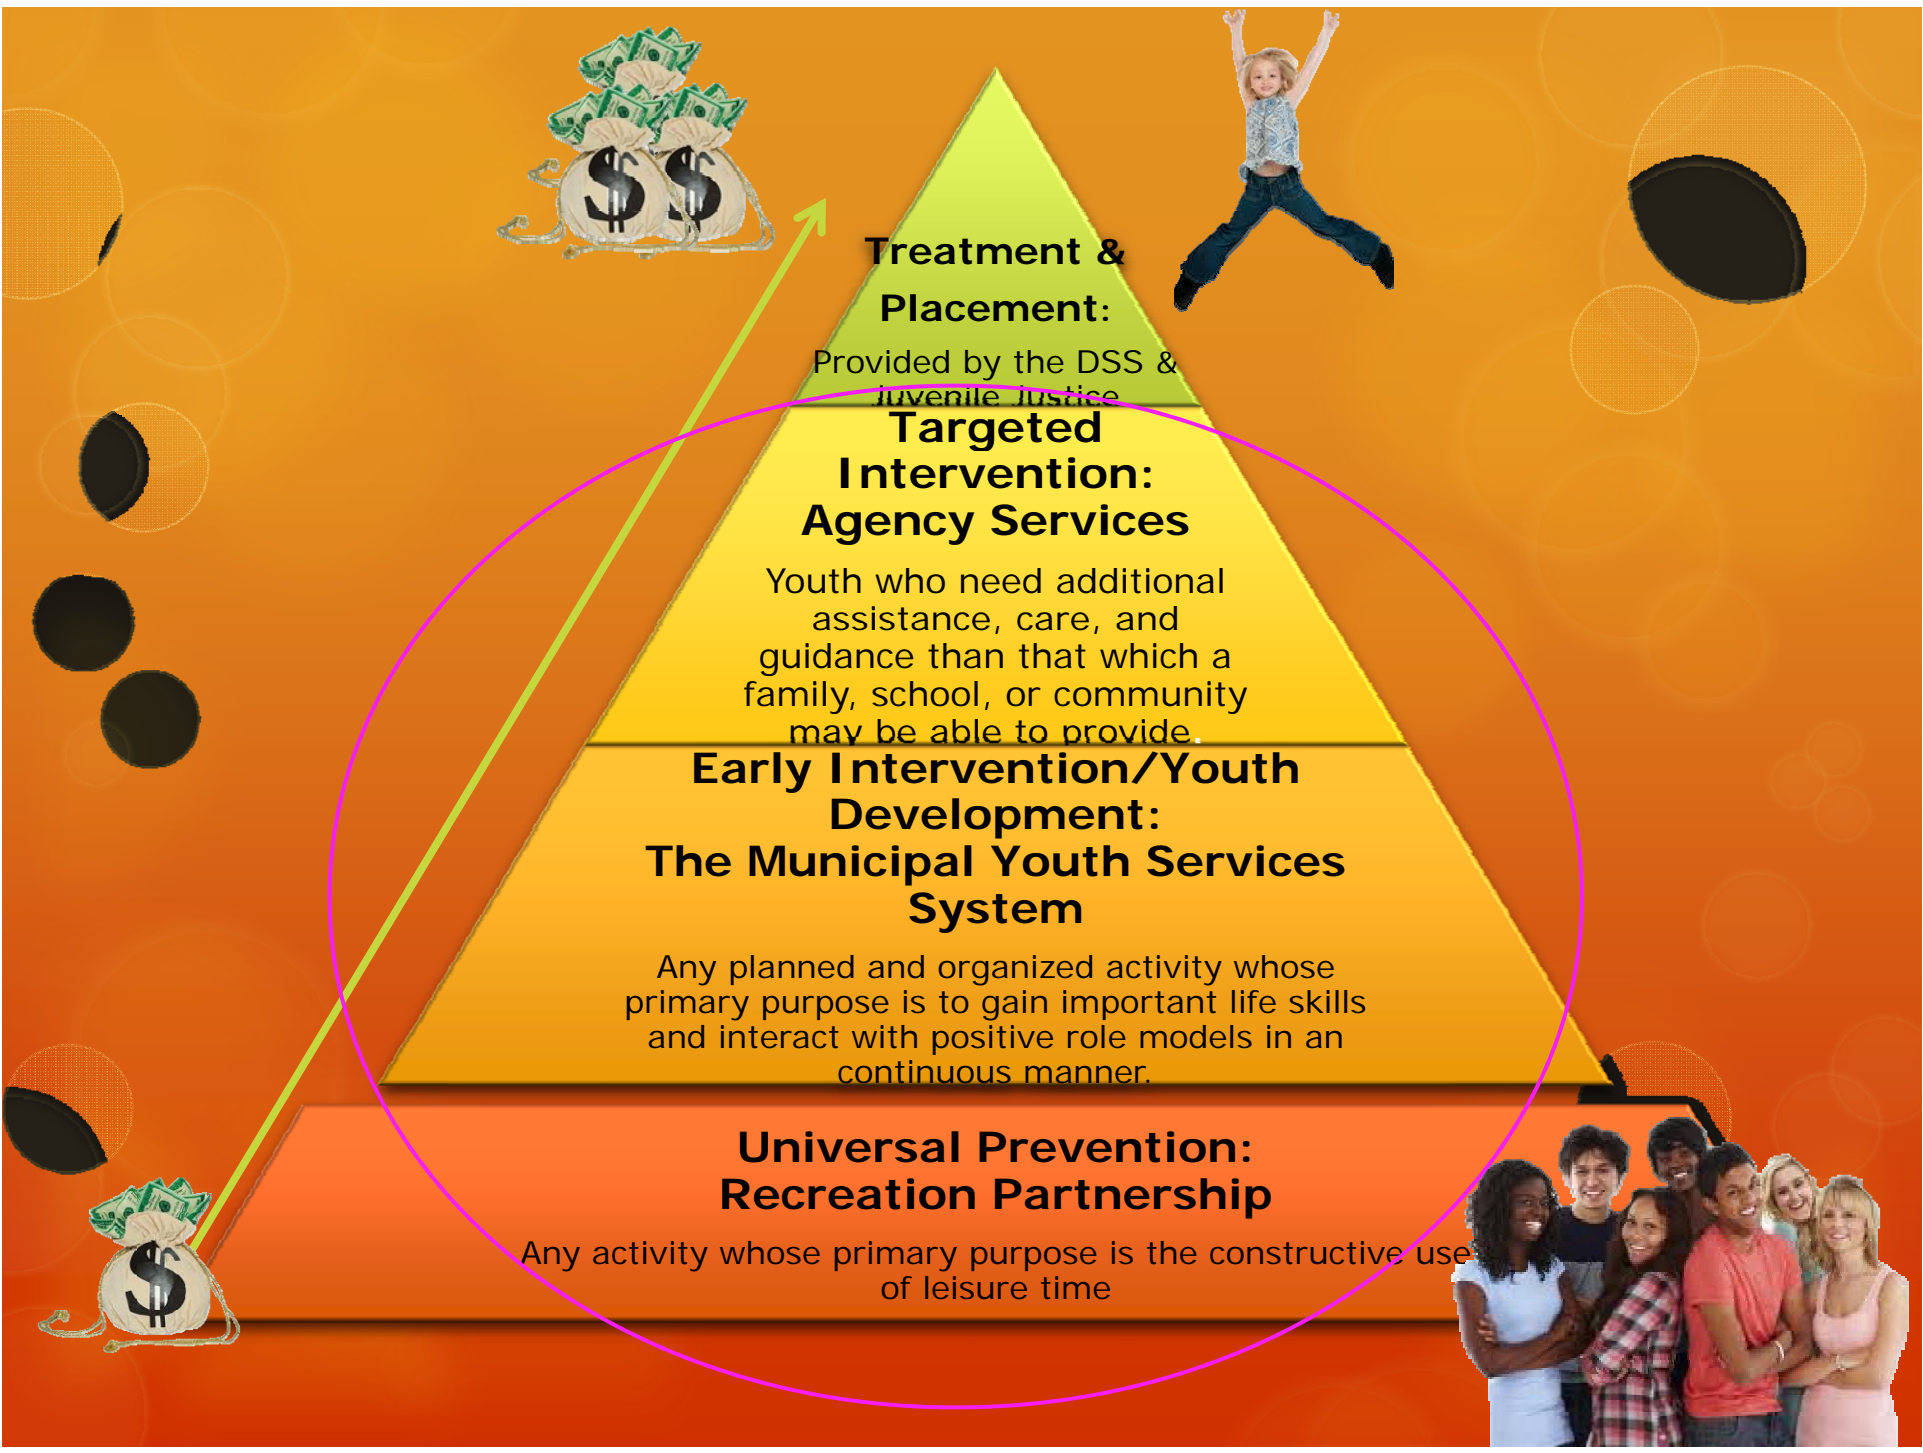 Treatment &
Placement:
Provided by the DSS &
Juvenile Justice
Targeted
Intervention:
Agency Services
Youth who need additional
assistance, care, and
guidance than that which a
family, school, or community
may be able to provide.
Early Intervention/Youth
Development:
The Municipal Youth Services
System
Any planned and organized activity whose
primary purpose is to gain important life skills
and interact with positive role models in an
continuous manner.
Universal Prevention:
Recreation Partnership
Any activity whose primary purpose is the constructive use
of leisure time